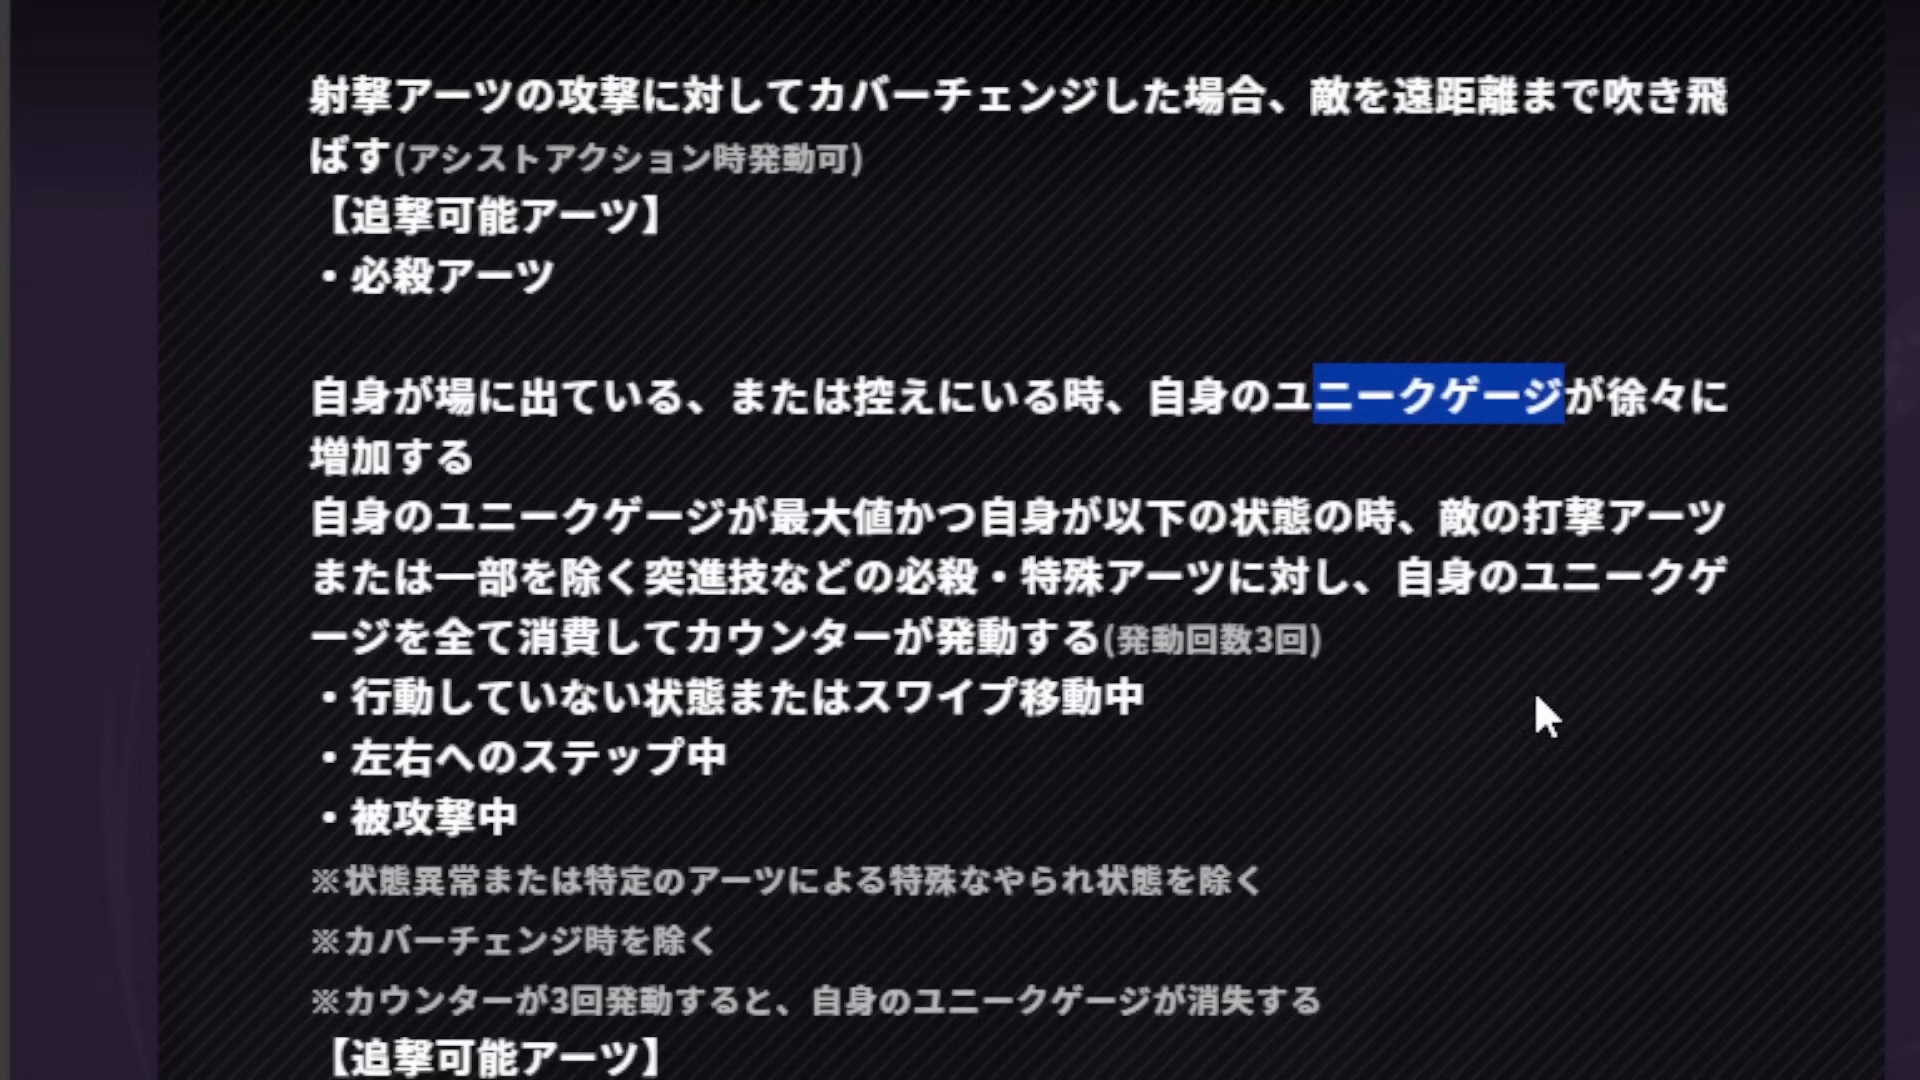 射撃アーツの攻撃に対してカバーチェンジした場合、敵を遠距離まで吹き飛
ばす(アシストアクション時発動可)
【追撃可能アーツ】
・必殺アーツ
自身が場に出ている、または控えにいる時、自身のユニークゲージが徐々に
増加する
自身のユニークゲージが最大値かつ自身が以下の状態の時、敵の打撃アーツ
または一部を除く突進技などの必殺・特殊アーツに対し、自身のユニークゲ
ージを全て消費してカウンターが発動する(発動回数3回)
・行動していない状態またはスワイプ移動中
・左右へのステップ中
・被攻撃中
※状態異常または特定のアーツによる特殊なやられ状態を除く
※カバーチェンジ時を除く
※カウンターが3回発動すると、自身のユニークゲージが消失する
【追撃可能アーツ】